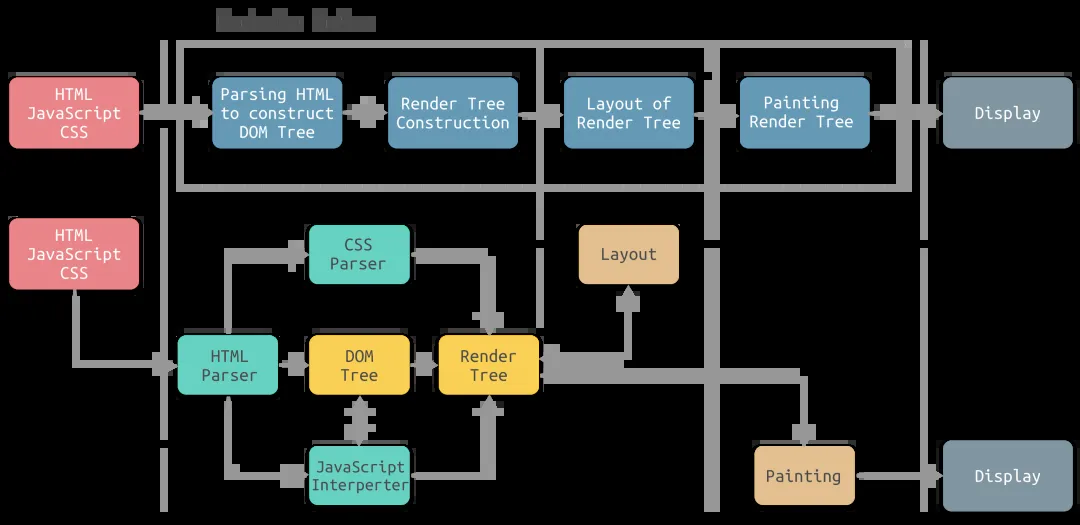 HTML
JavaScript
CSS
Parsing HTML
to construct
DOM Tree
Render Tree
Construction
Layout of
Render Tree
Painting
Render Tree
Display
HTML
JavaScript
CSS
CSS
Parser
Layout
HTML
Parser
DOM
Tree
Render
Tree
JavaScript
Interperter
Painting
Display